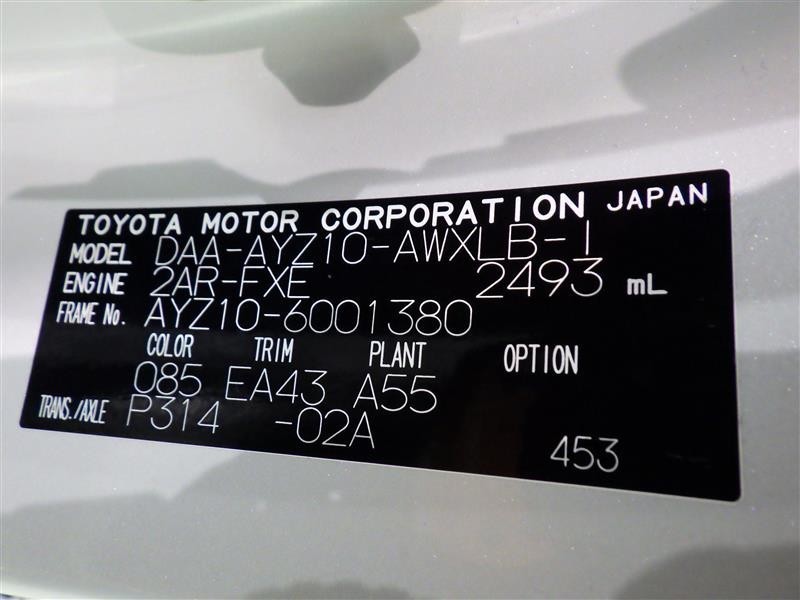 TOYOTA MOTOR CORPORATION JAPAN
MODEL DAA-AYZ10-AWXLB-I
ENGINE 2AR-FXE 2493 mL
FRAME No. AYZ10-6001380
COLOR TRIM PLANT OPTION
085 EA43 A55
TRANS./AXLE P314 -02A
453